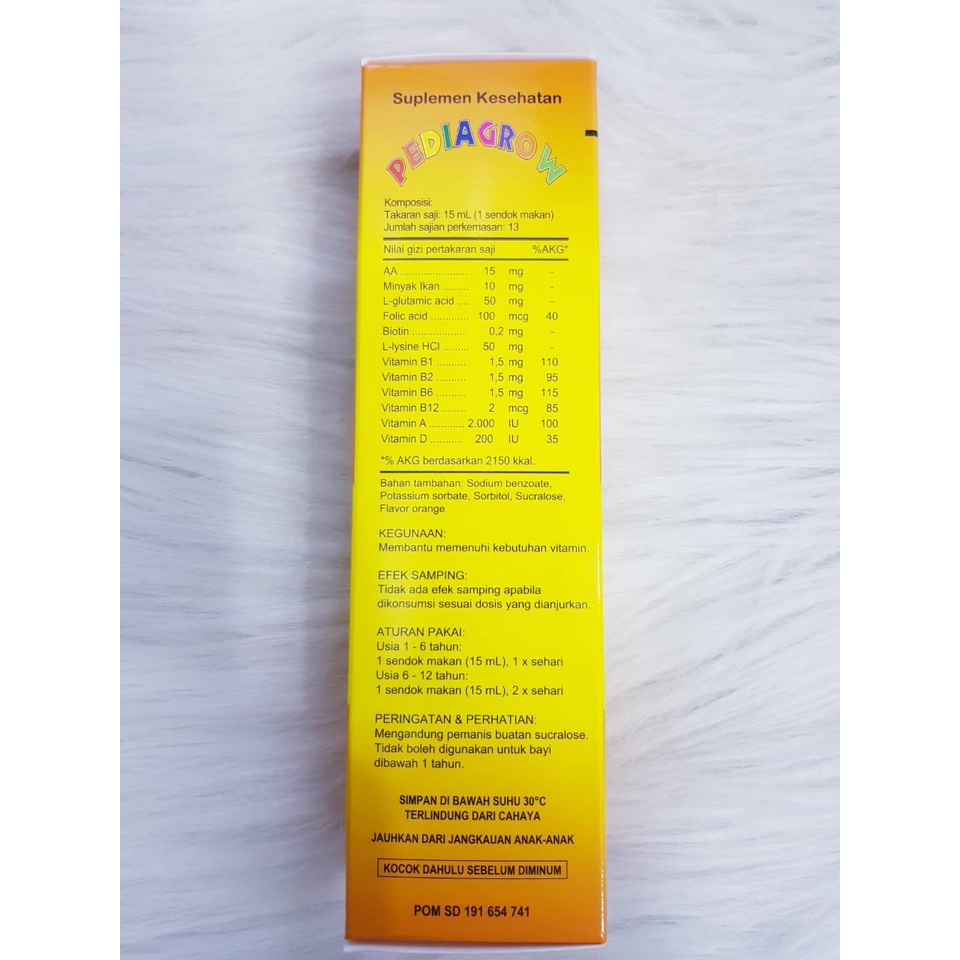 Suplemen Kesehatan
PEDIAGROW
Komposisi:
Takaran saji: 15 mL (1 sendok makan)
Jumlah sajian perkemasan: 13
Nilai gizi pertakaran saji %AKG*
AA ....................... 15 mg -
Minyak Ikan ......... 10 mg -
L-glutamic acid .... 50 mg -
Folic acid ............. 100 mcg 40
Biotin .................. 0,2 mg -
L-lysine HCl ......... 50 mg -
Vitamin B1 .......... 1,5 mg 110
Vitamin B2 .......... 1,5 mg 95
Vitamin B6 .......... 1,5 mg 115
Vitamin B12 ........ 2 mcg 85
Vitamin A ............ 2.000 IU 100
Vitamin D ........... 200 IU 35
*% AKG berdasarkan 2150 kkal.
Bahan tambahan: Sodium benzoate,
Potassium sorbate, Sorbitol, Sucralose,
Flavor orange
KEGUNAAN:
Membantu memenuhi kebutuhan vitamin.
EFEK SAMPING:
Tidak ada efek samping apabila
dikonsumsi sesuai dosis yang dianjurkan.
ATURAN PAKAI:
Usia 1 - 6 tahun:
1 sendok makan (15 mL), 1 x sehari
Usia 6 - 12 tahun:
1 sendok makan (15 mL), 2 x sehari
PERINGATAN & PERHATIAN:
Mengandung pemanis buatan sucralose.
Tidak boleh digunakan untuk bayi
dibawah 1 tahun.
SIMPAN DI BAWAH SUHU 30°C
TERLINDUNG DARI CAHAYA
JAUHKAN DARI JANGKAUAN ANAK-ANAK
KOCOK DAHULU SEBELUM DIMINUM
POM SD 191 654 741